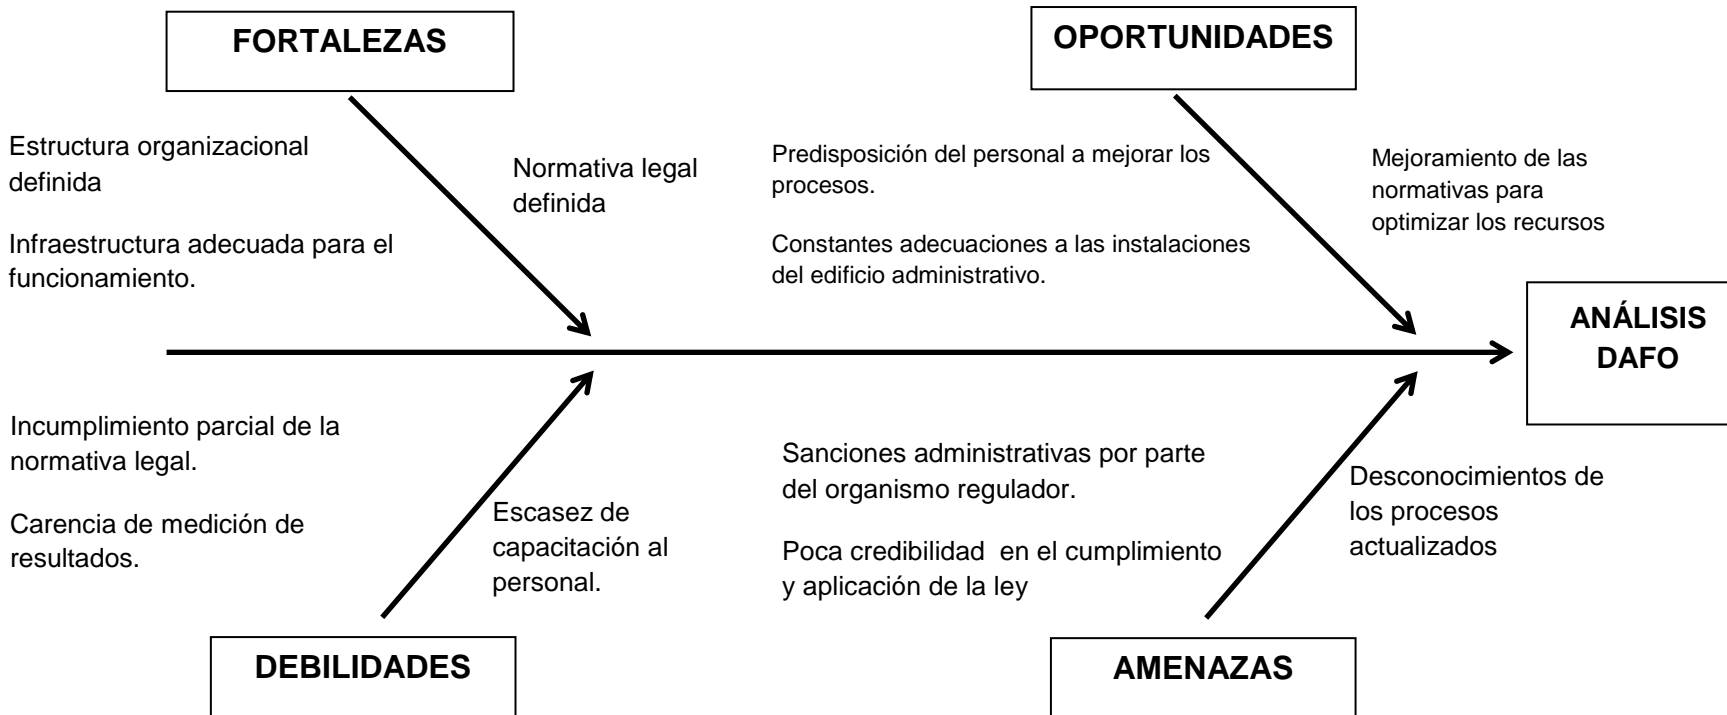 FORTALEZAS
OPORTUNIDADES
Estructura organizacional
definida
Infraestructura adecuada para el
funcionamiento.
Normativa legal
definida
Predisposición del personal a mejorar los
procesos.
Constantes adecuaciones a las instalaciones
del edificio administrativo.
Mejoramiento de las
normativas para
optimizar los recursos
ANÁLISIS
DAFO
Incumplimiento parcial de la
normativa legal.
Carencia de medición de
resultados.
Escasez de
capacitación al
personal.
Sanciones administrativas por parte
del organismo regulador.
Poca credibilidad  en el cumplimiento
y aplicación de la ley
Desconocimientos de
los procesos
actualizados
DEBILIDADES
AMENAZAS